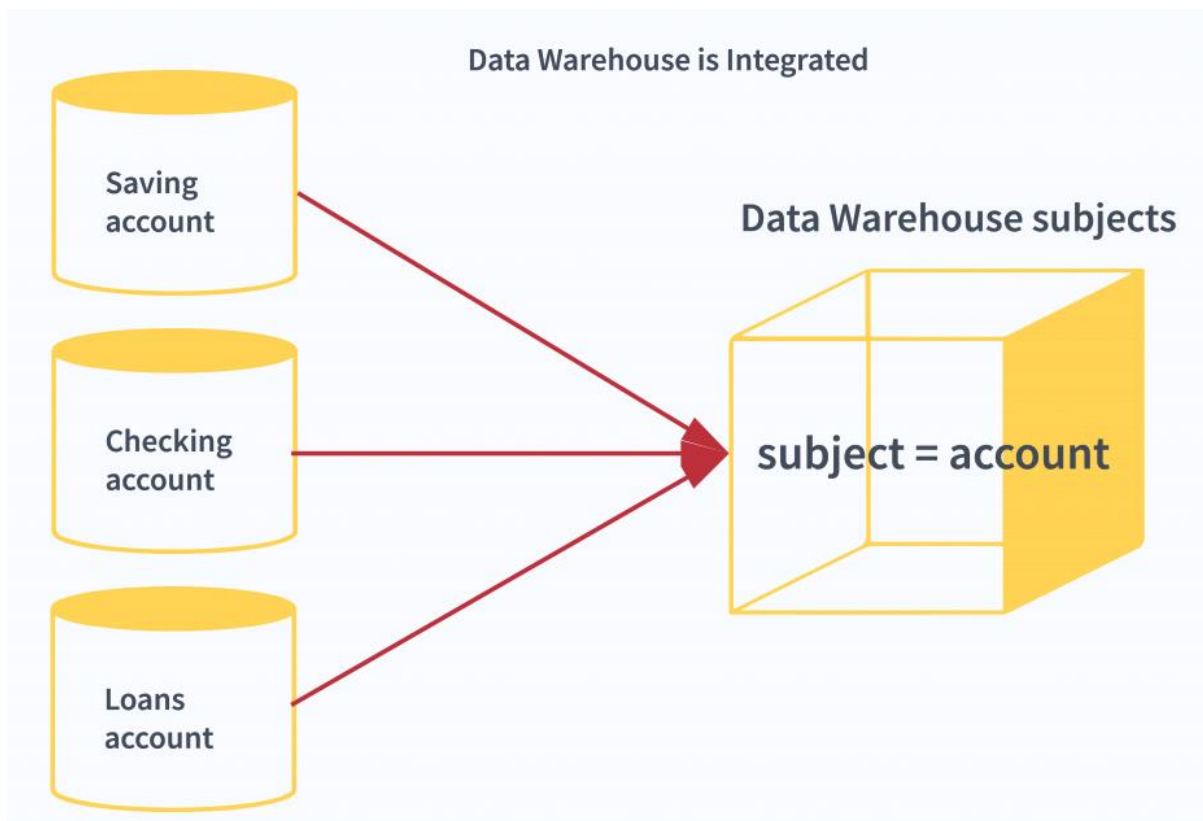 Data Warehouse is Integrated
Saving
account
Data Warehouse subjects
Checking
account
subject = account
Loans
account